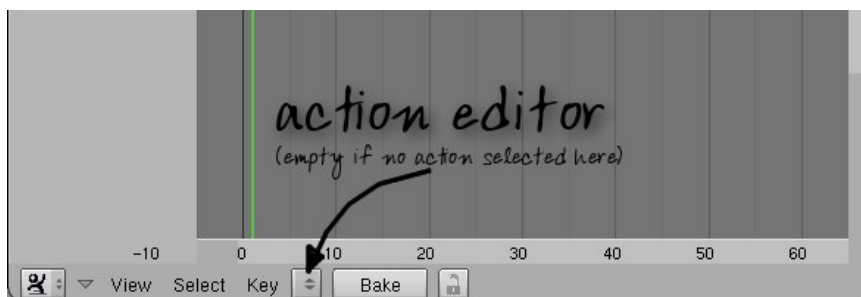 action editor
(empty if no action selected here)
-10 0 10 20 30 40 50 60
View Select Key Bake